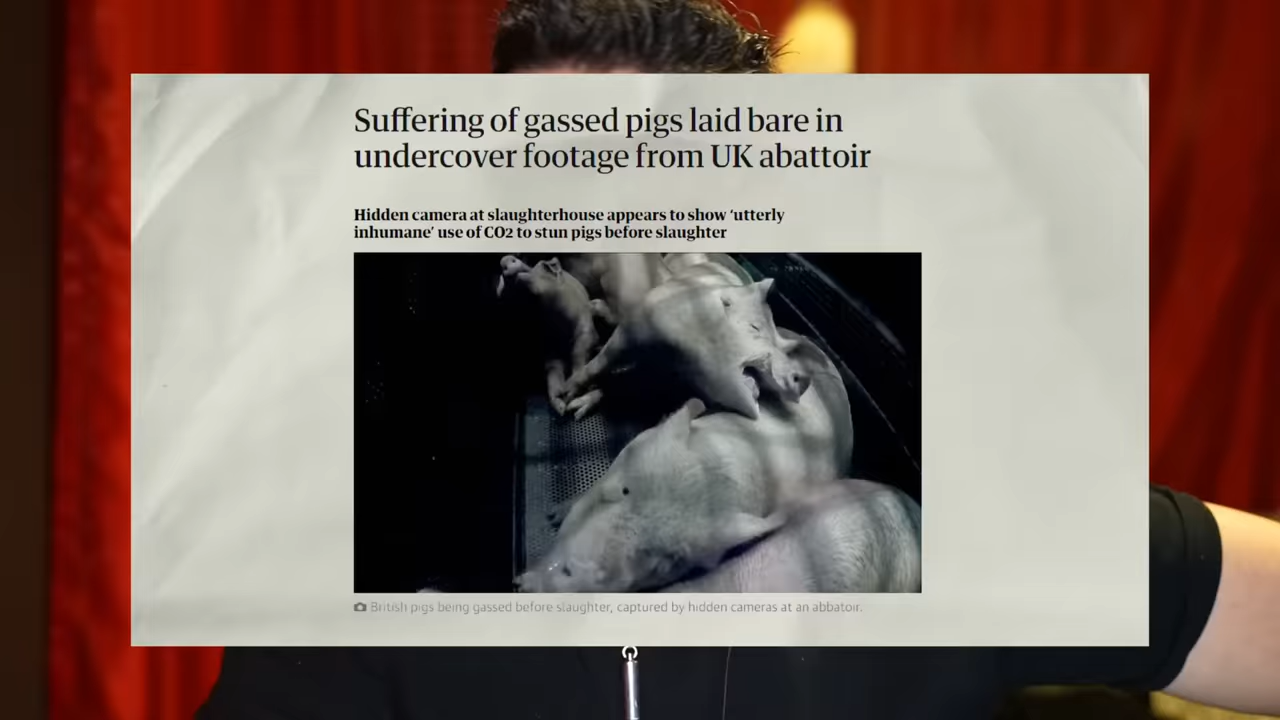 Suffering of gassed pigs laid bare in
undercover footage from UK abattoir
Hidden camera at slaughterhouse appears to show ‘utterly
inhumane’ use of CO2 to stun pigs before slaughter
British pigs being gassed before slaughter, captured by hidden cameras at an abbatoir.